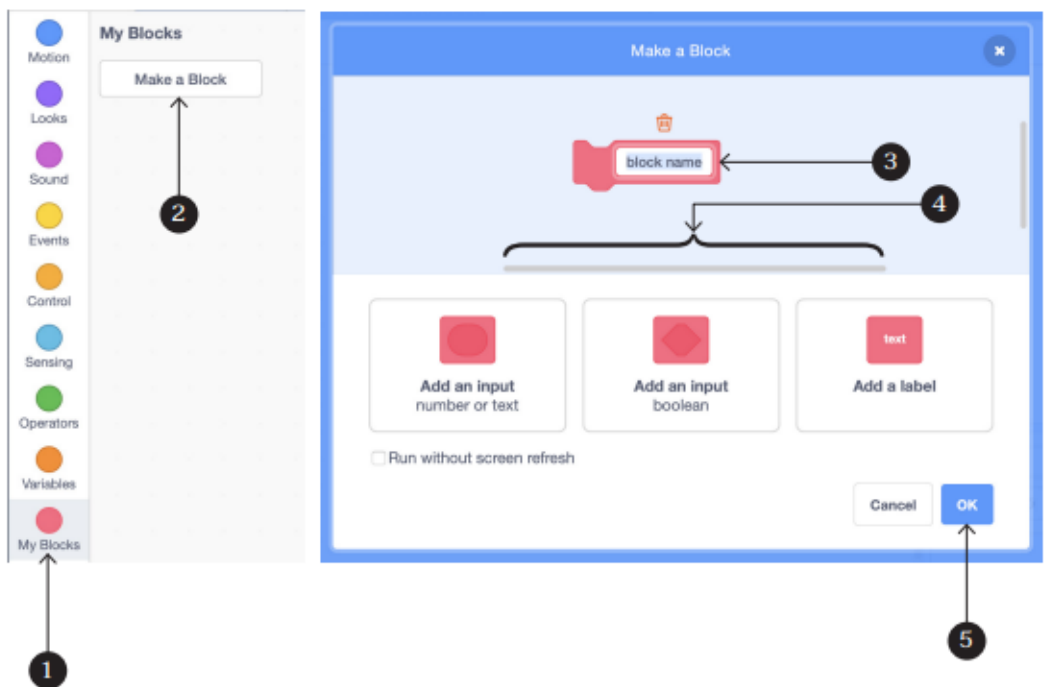 Motion
Looks
Sound
Events
Control
Sensing
Operators
Variables
My Blocks
My Blocks
Make a Block
2
1
Make a Block
block name
3
4
Add an input
number or text
Add an input
boolean
text
Add a label
Run without screen refresh
Cancel
OK
5